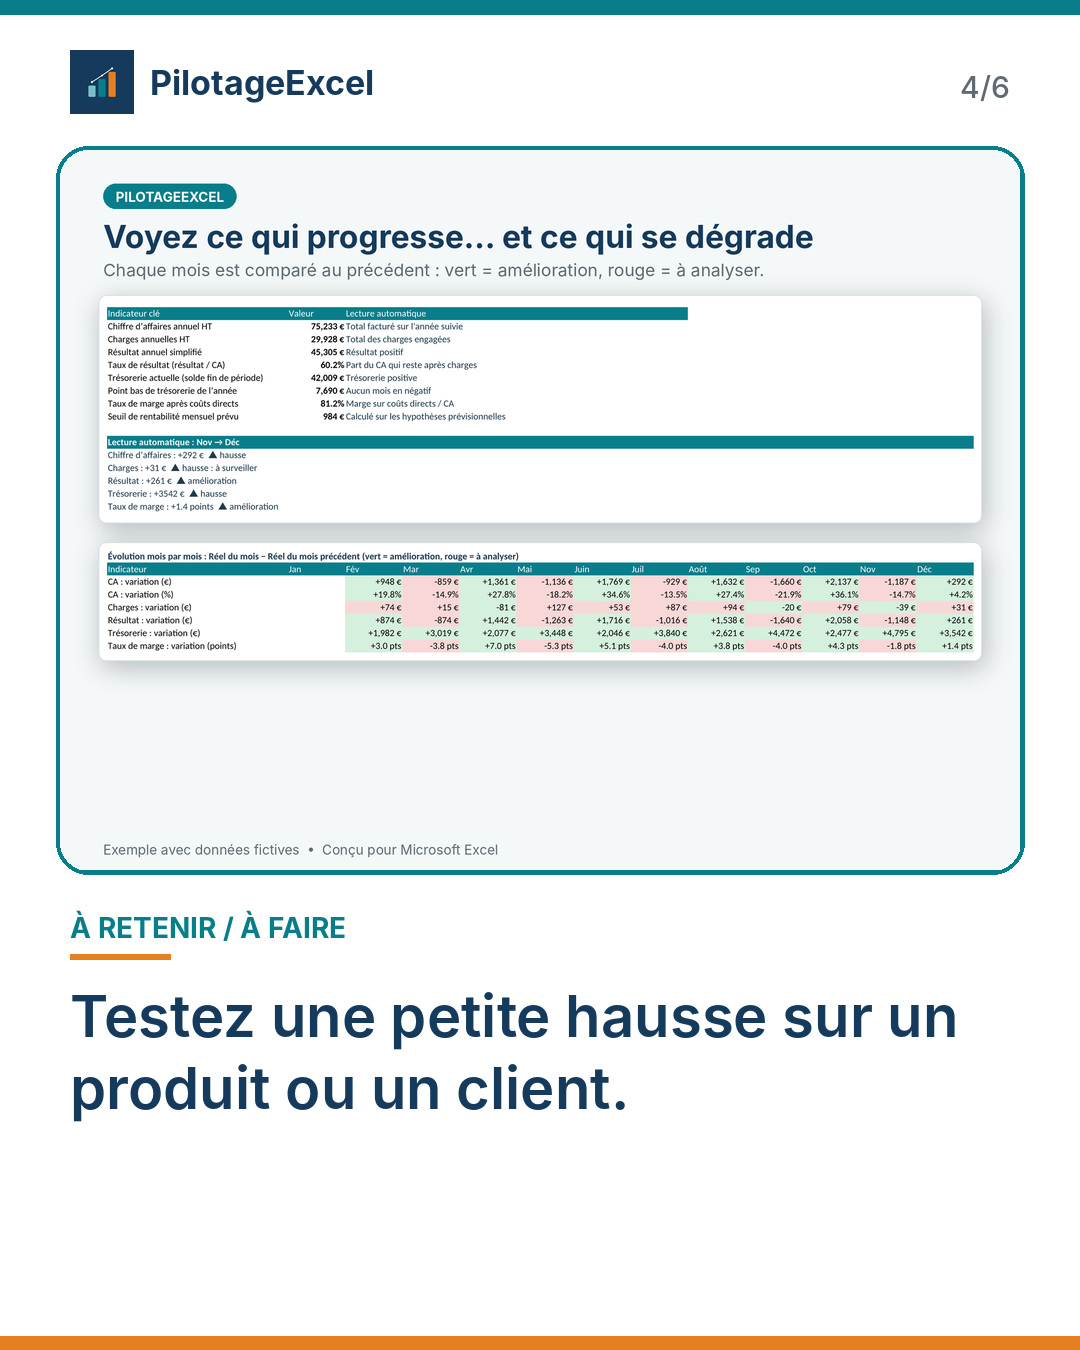 PilotageExcel
4/6
PILOTAGEEXCEL
Voyez ce qui progresse... et ce qui se dégrade
Chaque mois est comparé au précédent : vert = amélioration, rouge = à analyser.
Indicateur clé Valeur Lecture automatique
Chiffre d'affaires annuel HT 75,233 € Total facturé sur l'année suivie
Charges annuelles HT 29,928 € Total des charges engagées
Résultat annuel simplifié 45,305 € Résultat positif
Taux de résultat (résultat / CA) 60.2% Part du CA qui reste après charges
Trésorerie actuelle (solde fin de période) 42,009 € Trésorerie positive
Point bas de trésorerie de l'année 7,690 € Aucun mois en négatif
Taux de marge après coûts directs 81.2% Marge sur coûts directs / CA
Seuil de rentabilité mensuel prévu 984 € Calculé sur les hypothèses prévisionnelles
Lecture automatique : Nov → Déc
Chiffre d'affaires : +292 € ▲ hausse
Charges : +31 € ▲ hausse : à surveiller
Résultat : +261 € ▲ amélioration
Trésorerie : +3542 € ▲ hausse
Taux de marge : +1.4 points ▲ amélioration
Évolution mois par mois : Réel du mois − Réel du mois précédent (vert = amélioration, rouge = à analyser)
Indicateur Jan Fév Mar Avr Mai Juin Juil Août Sep Oct Nov Déc
CA : variation (€) +948 € -859 € +1,361 € -1,136 € +1,769 € -929 € +1,632 € -1,660 € +2,137 € -1,187 € +292 €
CA : variation (%) +19.8% -14.9% +27.8% -18.2% +34.6% -13.5% +27.4% -21.9% +36.1% -14.7% +4.2%
Charges : variation (€) +74 € +15 € -81 € +127 € +53 € +87 € +94 € -20 € +79 € -39 € +31 €
Résultat : variation (€) +874 € -874 € +1,442 € -1,263 € +1,716 € -1,016 € +1,538 € -1,640 € +2,058 € -1,148 € +261 €
Trésorerie : variation (€) +1,982 € +3,019 € +2,077 € +3,448 € +2,046 € +3,840 € +2,621 € +4,472 € +2,477 € +4,795 € +3,542 €
Taux de marge : variation (points) +3.0 pts -3.8 pts +7.0 pts -5.3 pts +5.1 pts -4.0 pts +3.8 pts -4.0 pts +4.3 pts -1.8 pts +1.4 pts
Exemple avec données fictives • Conçu pour Microsoft Excel
À RETENIR / À FAIRE
Testez une petite hausse sur un
produit ou un client.